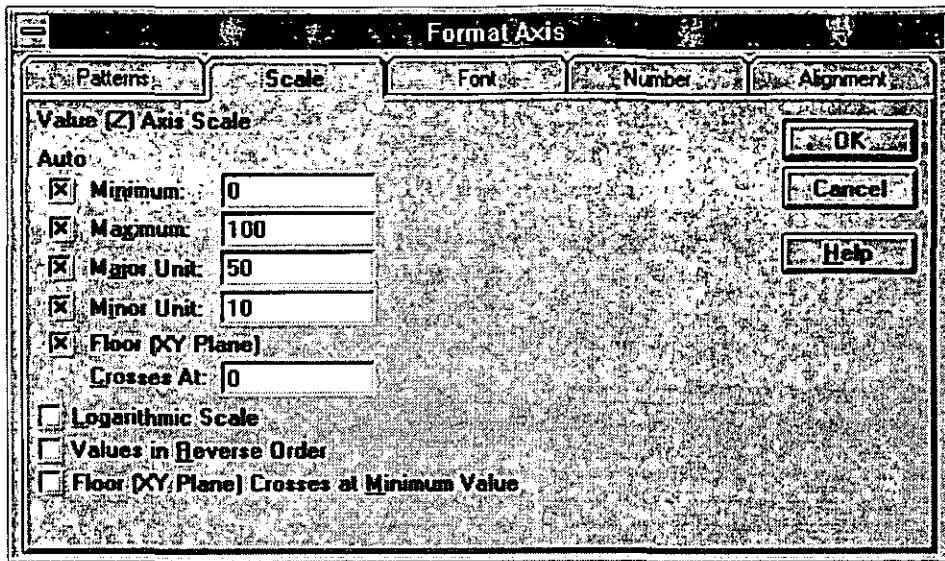 Format Axis
Patterns Scale Font Number Alignment
Value (Z) Axis Scale
Auto
Minimum: 0
Maximum: 100
Major Unit: 50
Minor Unit: 10
Floor (XY Plane)
Crosses At: 0
Logarithmic Scale
Values in Reverse Order
Floor (XY Plane) Crosses at Minimum Value
OK
Cancel
Help